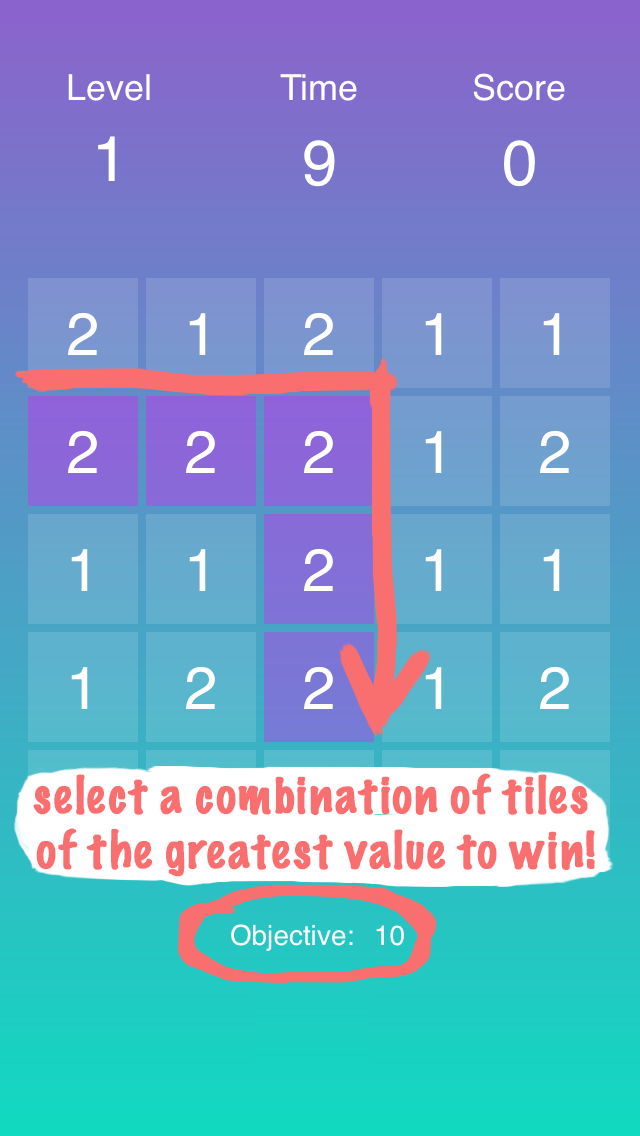 Level Time Score
1 9 0
2 1 2 1 1
2 2 2 1 2
1 1 2 1 1
1 2 2 1 2
select a combination of tiles
of the greatest value to win!
Objective: 10